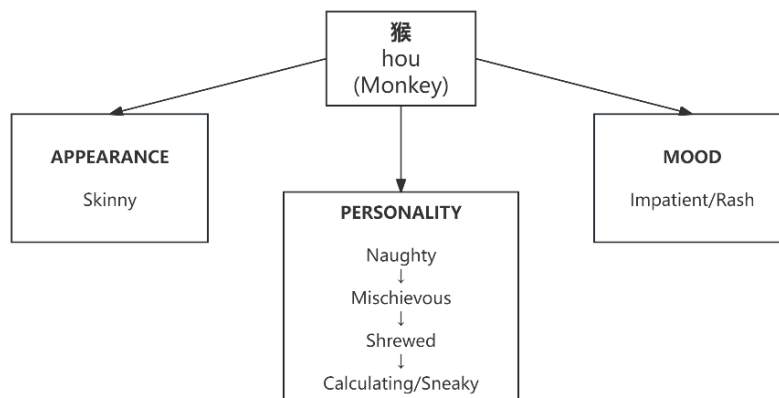 猴
hou
(Monkey)
APPEARANCE
Skinny
MOOD
Impatient/Rash
PERSONALITY
Naughty
↓
Mischievous
↓
Shrewed
↓
Calculating/Sneaky